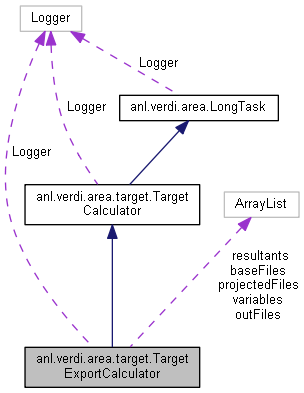 Logger
Logger
anl.verdi.area.LongTask
Logger
Logger
anl.verdi.area.target.Target
Calculator
ArrayList
resultants
baseFiles
projectedFiles
variables
outFiles
anl.verdi.area.target.Target
ExportCalculator